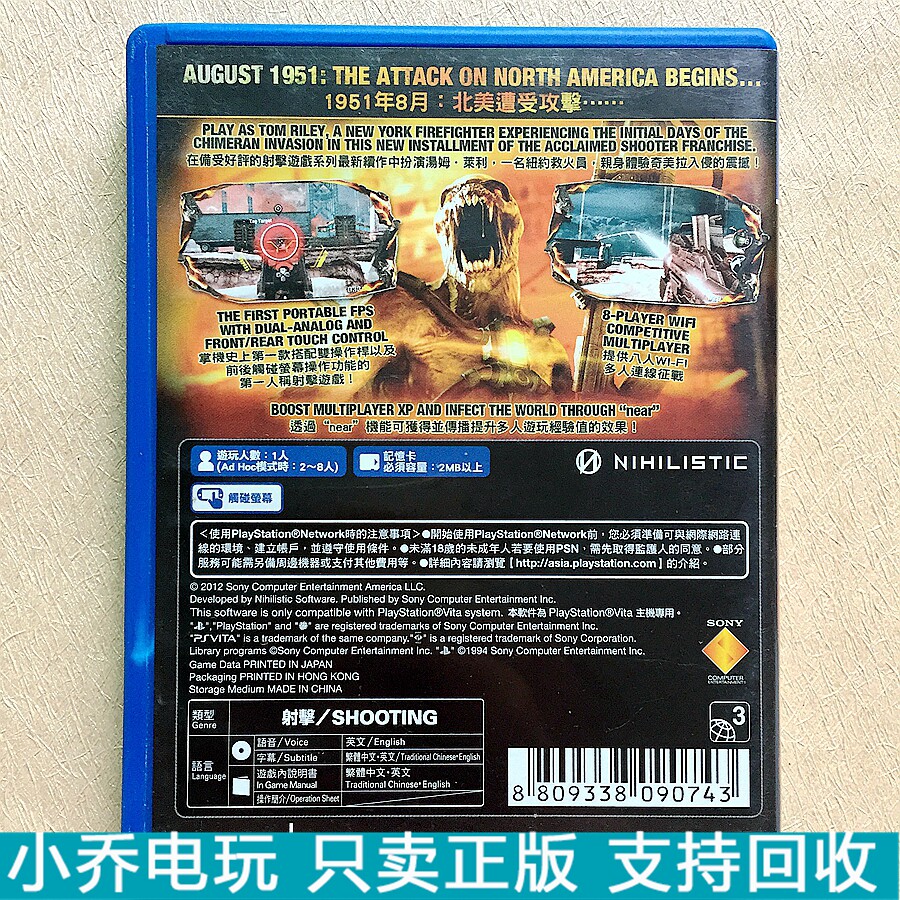 AUGUST 1951: THE ATTACK ON NORTH AMERICA BEGINS...
1951年8月：北美遭受攻擊……
PLAY AS TOM RILEY, A NEW YORK FIREFIGHTER EXPERIENCING THE INITIAL DAYS OF THE
CHIMERAN INVASION IN THIS NEW INSTALLMENT OF THE ACCLAIMED SHOOTER FRANCHISE.
在備受好評的射擊遊戲系列最新續作中扮演湯姆·萊利，一名紐約救火員，親身體驗奇美拉入侵的震撼！
Tag Target
THE FIRST PORTABLE FPS
WITH DUAL-ANALOG AND
FRONT/REAR TOUCH CONTROL
掌機史上第一款搭配雙操作桿以及
前後觸碰螢幕操作功能的
第一人稱射擊遊戲！
8-PLAYER WIFI
COMPETITIVE
MULTIPLAYER
提供八人WI-FI
多人連線征戰
BOOST MULTIPLAYER XP AND INFECT THE WORLD THROUGH “near”
透過“near”機能可獲得並傳播提升多人遊玩經驗值的效果！
遊玩人數：1人
(Ad Hoc模式時：2～8人)
記憶卡
必須容量：2MB以上
NIHILISTIC
觸碰螢幕
＜使用PlayStation®Network時的注意事項＞●開始使用PlayStation®Network前，您必須準備可與網際網路連
線的環境、建立帳戶，並遵守使用條件。●未滿18歲的未成年人若要使用PSN，需先取得監護人的同意。●部分
服務可能需另備周邊機器或支付其他費用等。●詳細內容請瀏覽【http://asia.playstation.com】的介紹。
© 2012 Sony Computer Entertainment America LLC.
Developed by Nihilistic Software. Published by Sony Computer Entertainment Inc.
This software is only compatible with PlayStation®Vita system. 本軟件為 PlayStation®Vita 主機專用。
"","PlayStation" and "" are registered trademarks of Sony Computer Entertainment Inc.
"PSVITA" is a trademark of the same company."" is a registered trademark of Sony Corporation.
Library programs ©Sony Computer Entertainment Inc. "" ©1994 Sony Computer Entertainment Inc.
Game Data PRINTED IN JAPAN
Packaging PRINTED IN HONG KONG
Storage Medium MADE IN CHINA
SONY
COMPUTER
ENTERTAINMENT
類型
Genre
射擊/SHOOTING
語言
Language
語音/Voice
英文/English
字幕/Subtitle
繁體中文·英文/Traditional Chinese·English
遊戲內說明書
In Game Manual
繁體中文·英文
Traditional Chinese·English
操作簡介/Operation Sheet
3
8 809338 090743
小乔电玩 只卖正版 支持回收